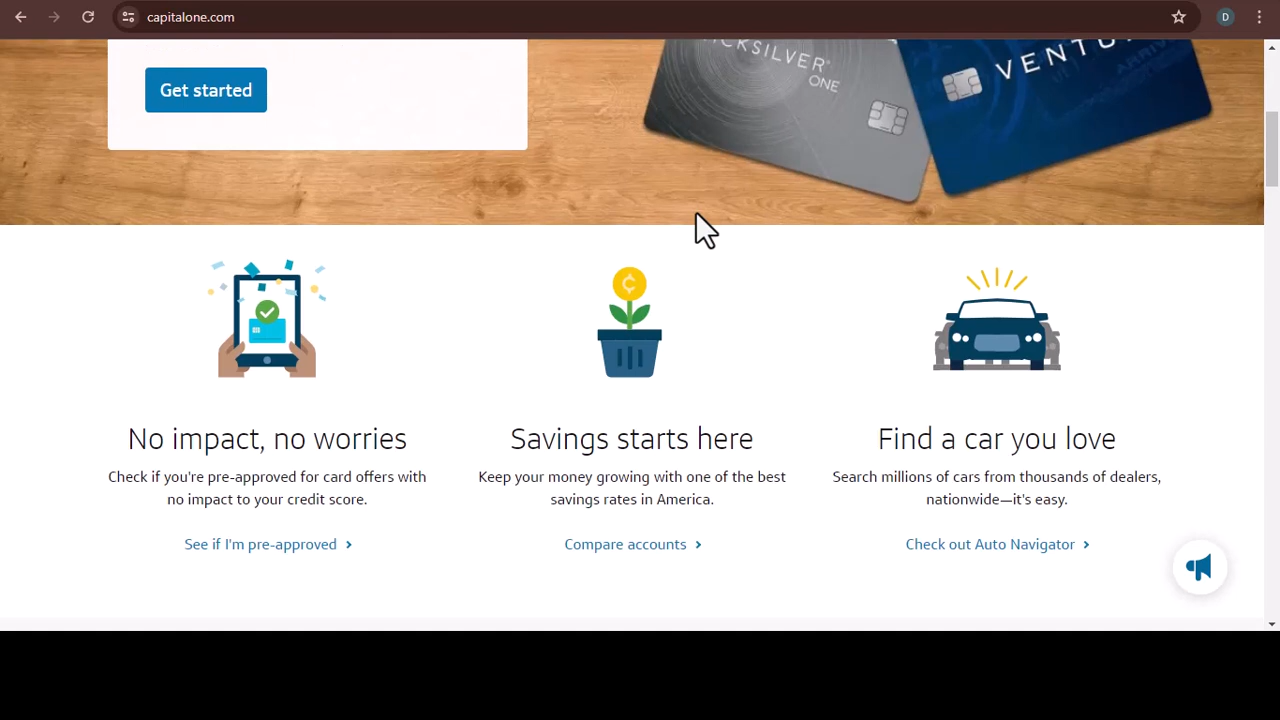 capitalone.com
D
Get started
ONE
¢
No impact, no worries
Check if you're pre-approved for card offers with
no impact to your credit score.
See if I'm pre-approved
Savings starts here
Keep your money growing with one of the best
savings rates in America.
Compare accounts
Find a car you love
Search millions of cars from thousands of dealers,
nationwide—it's easy.
Check out Auto Navigator